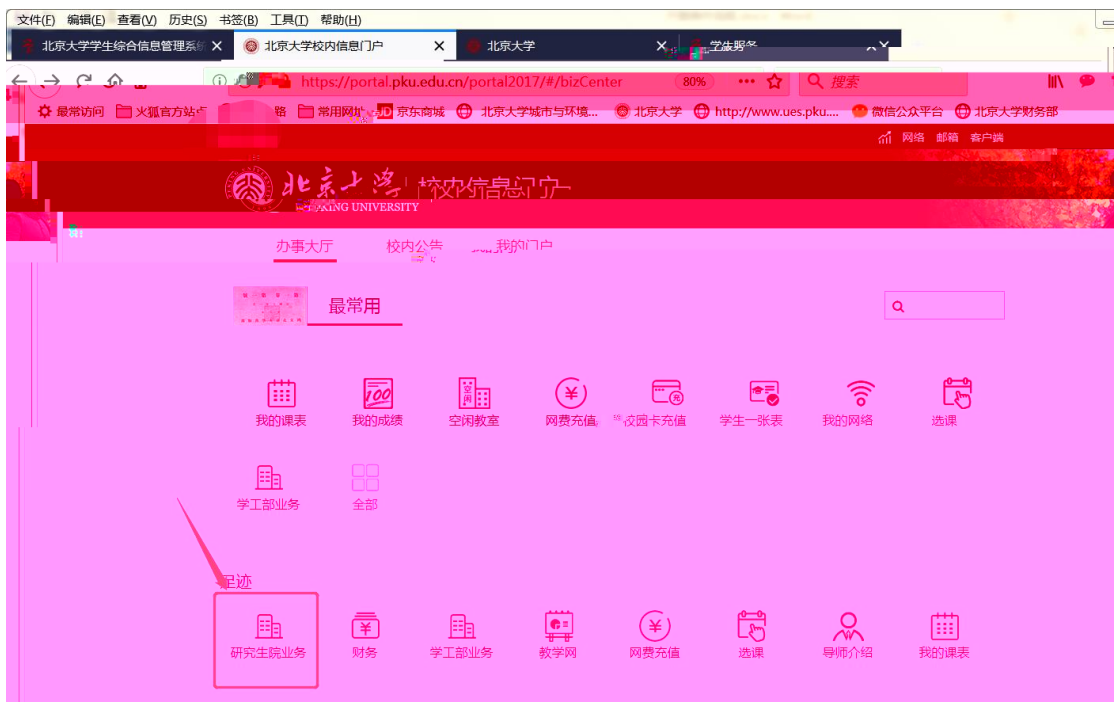 文件(F) 编辑(E) 查看(V) 历史(S) 书签(B) 工具(T) 帮助(H)
北京大学学生综合信息管理系 北京大学校内信息门户 北京大学
https://portal.pku.edu.cn/portal2017/#/bizCenter 80% 搜索
最常访问 火狐官方站点 路 常用网址 JD 京东商城 北京大学城市与环境... 北京大学 http://www.ues.pku.... 微信公众平台 北京大学财务部
网络 邮箱 客户端
北京大学 校内信息门户
PEKING UNIVERSITY
办事大厅 校内公告 我的门户
最常用
我的课表 我的成绩 空闲教室 网费充值 校园卡充值 学生一张表 我的网络 选课
学工部业务 全部
足迹
研究生院业务 财务 学工部业务 教学网 网费充值 选课 导师介绍 我的课表